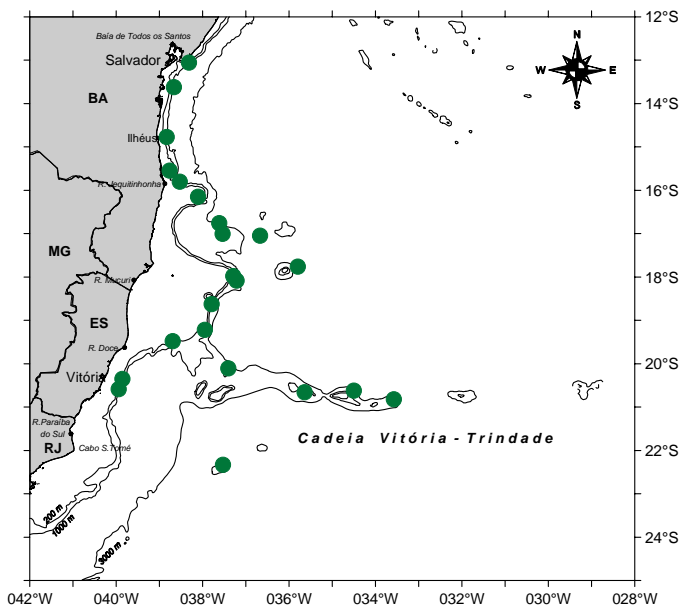 12°S
Baía de Todos os Santos
N
Salvador
W E
S
BA
14°S
Ilhéus
R. Jequitinhonha
16°S
MG
R. Mucuri
18°S
ES
R. Doce
20°S
Vitória
R.Paraíba
do Sul
Cadeia Vitória - Trindade
RJ
Cabo S.Tomé
22°S
200 m
1000 m
3000 m
24°S
042°W 040°W 038°W 036°W 034°W 032°W 030°W 28°W